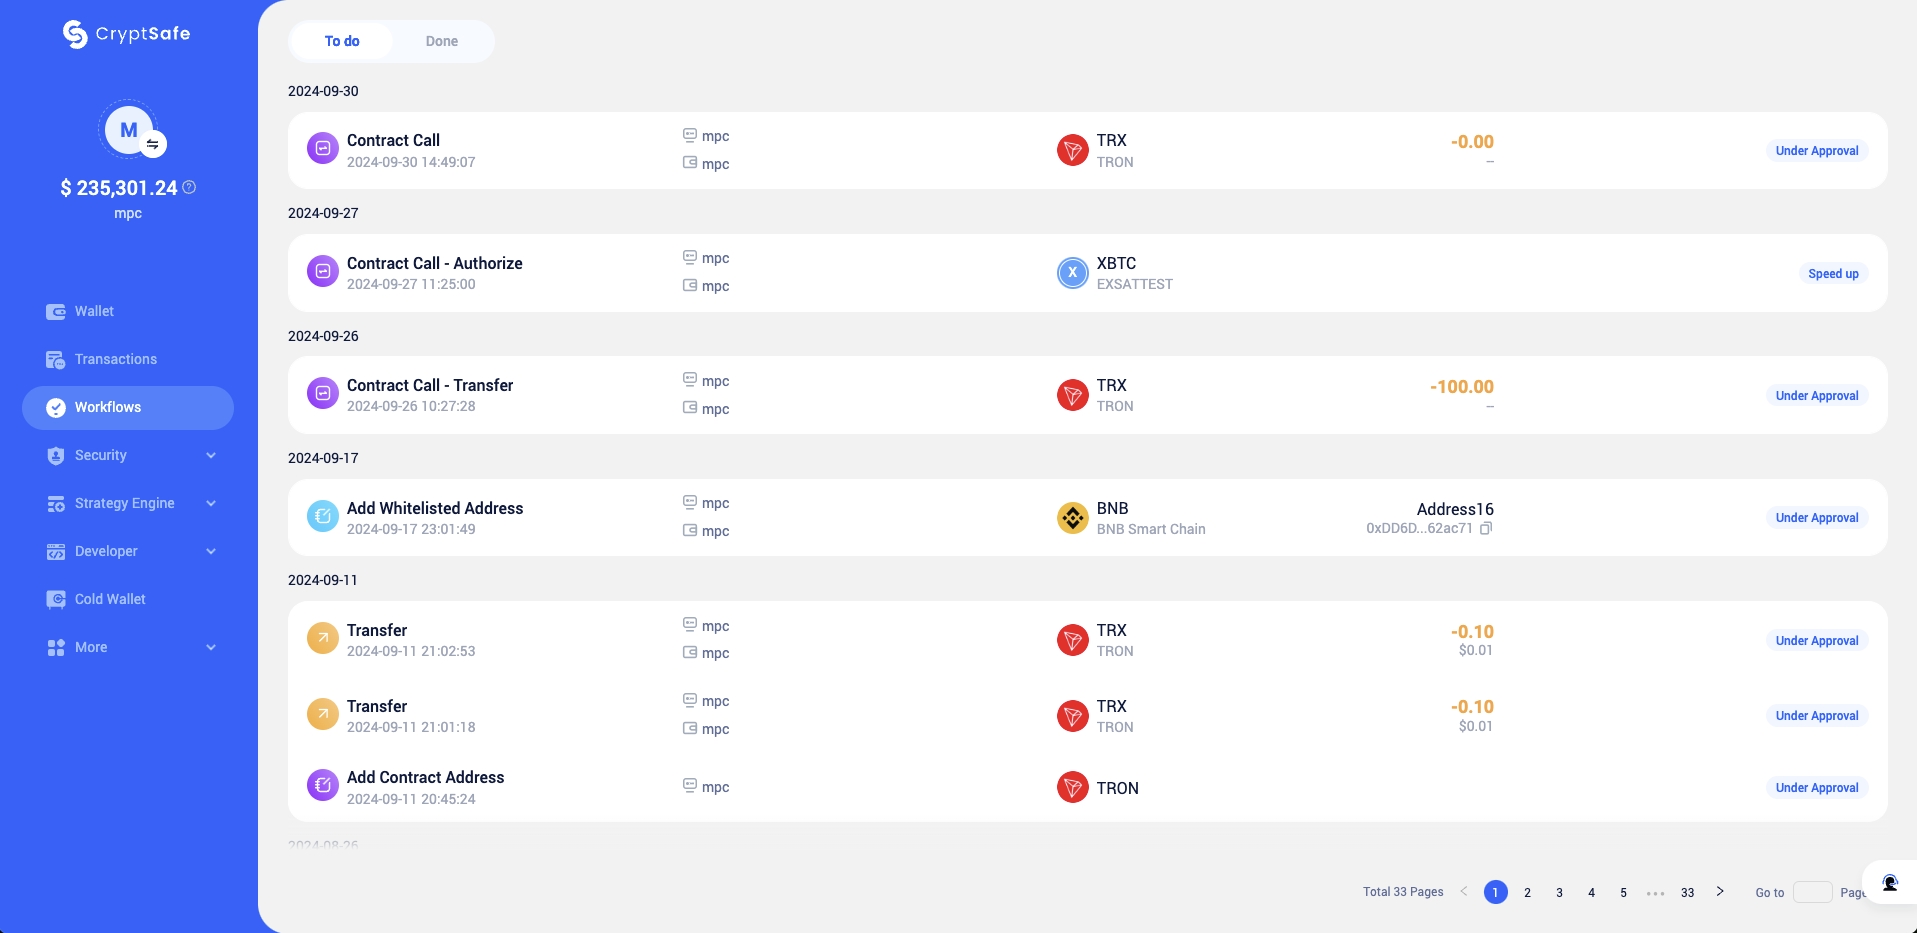 CryptSafe
M
$ 235,301.24
mpc
Wallet
Transactions
Workflows
Security
Strategy Engine
Developer
Cold Wallet
More
To do Done
2024-09-30
Contract Call
2024-09-30 14:49:07
mpc
mpc
TRX
TRON
-0.00
--
Under Approval
2024-09-27
Contract Call - Authorize
2024-09-27 11:25:00
mpc
mpc
X
XBTC
EXSATTEST
Speed up
2024-09-26
Contract Call - Transfer
2024-09-26 10:27:28
mpc
mpc
TRX
TRON
-100.00
--
Under Approval
2024-09-17
Add Whitelisted Address
2024-09-17 23:01:49
mpc
mpc
BNB
BNB Smart Chain
Address16
0xDD6D...62ac71
Under Approval
2024-09-11
Transfer
2024-09-11 21:02:53
mpc
mpc
TRX
TRON
-0.10
$0.01
Under Approval
Transfer
2024-09-11 21:01:18
mpc
mpc
TRX
TRON
-0.10
$0.01
Under Approval
Add Contract Address
2024-09-11 20:45:24
mpc
TRON
Under Approval
2024-08-26
Total 33 Pages < 1 2 3 4 5 ••• 33 > Go to Page